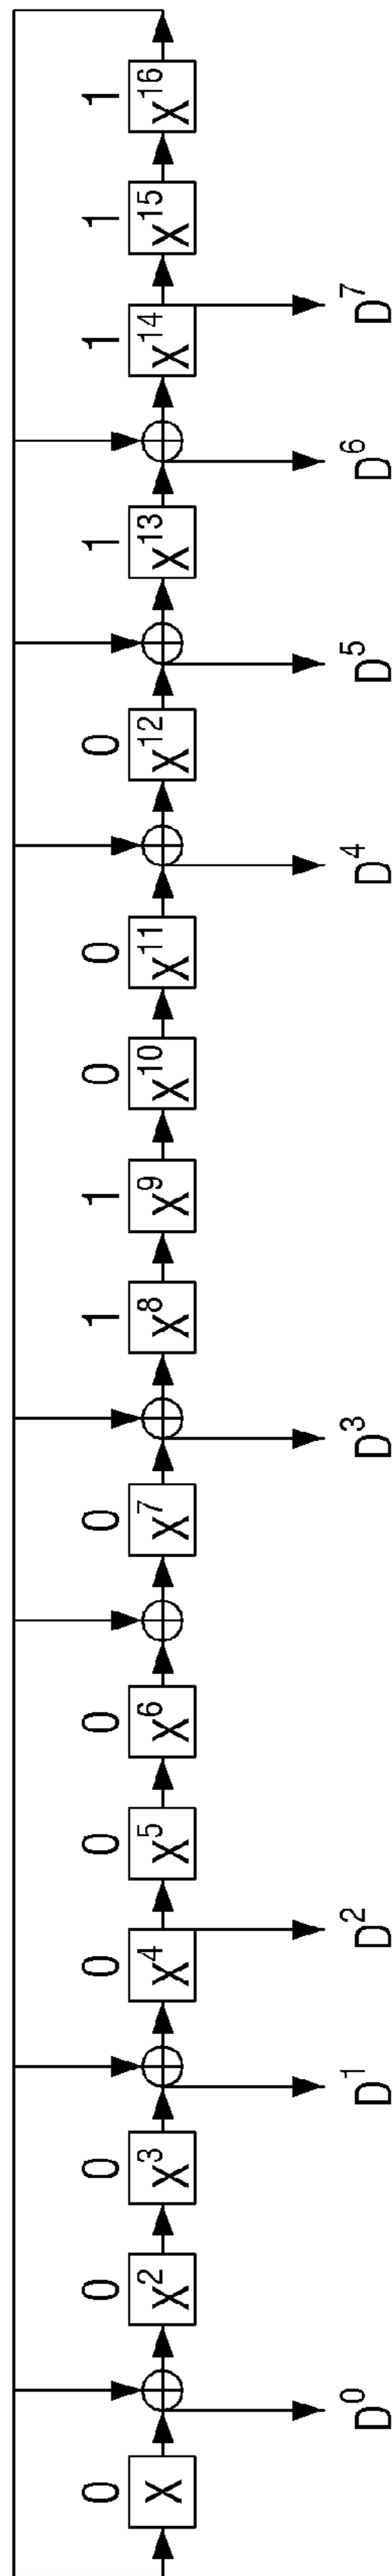 0 0 0 0 0 0 0 1 1 0 0 0 1 1 1 1
X X² X³ X⁴ X⁵ X⁶ X⁷ X⁸ X⁹ X¹⁰ X¹¹ X¹² X¹³ X¹⁴ X¹⁵ X¹⁶
D⁰ D¹ D² D³ D⁴ D⁵ D⁶ D⁷